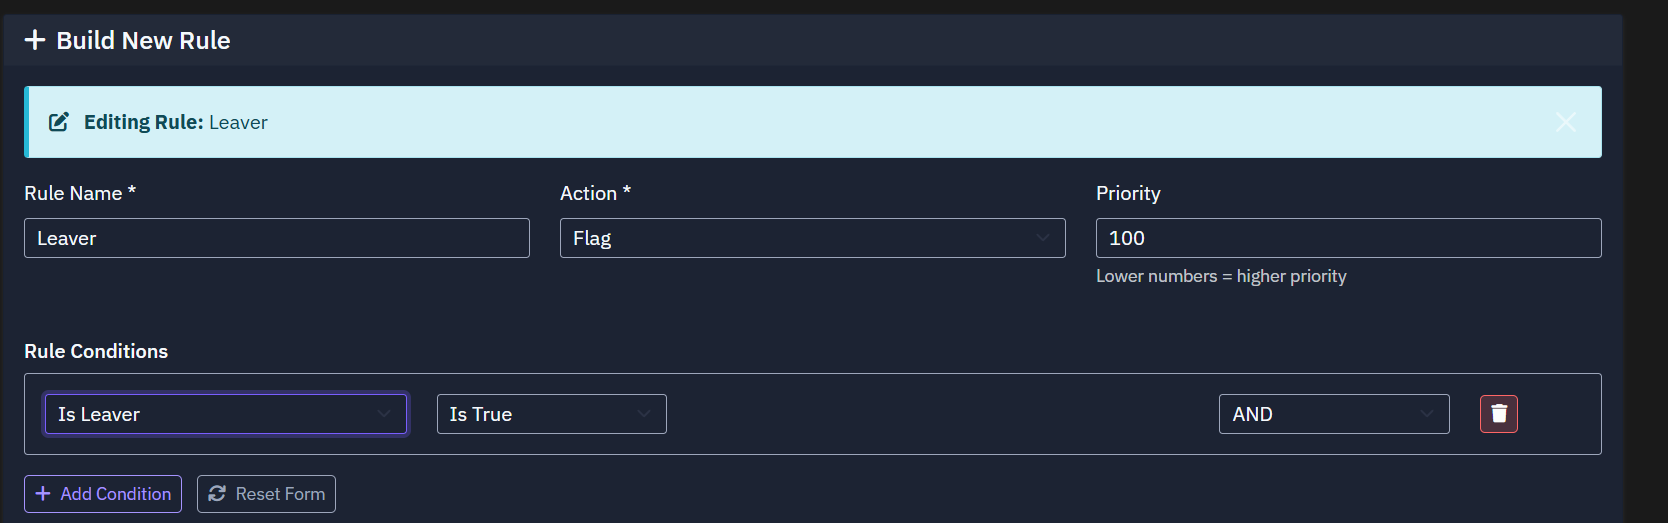 Build New Rule
Editing Rule: Leaver
Rule Name * Action * Priority
Leaver Flag 100
Lower numbers = higher priority
Rule Conditions
Is Leaver Is True AND
Add Condition Reset Form